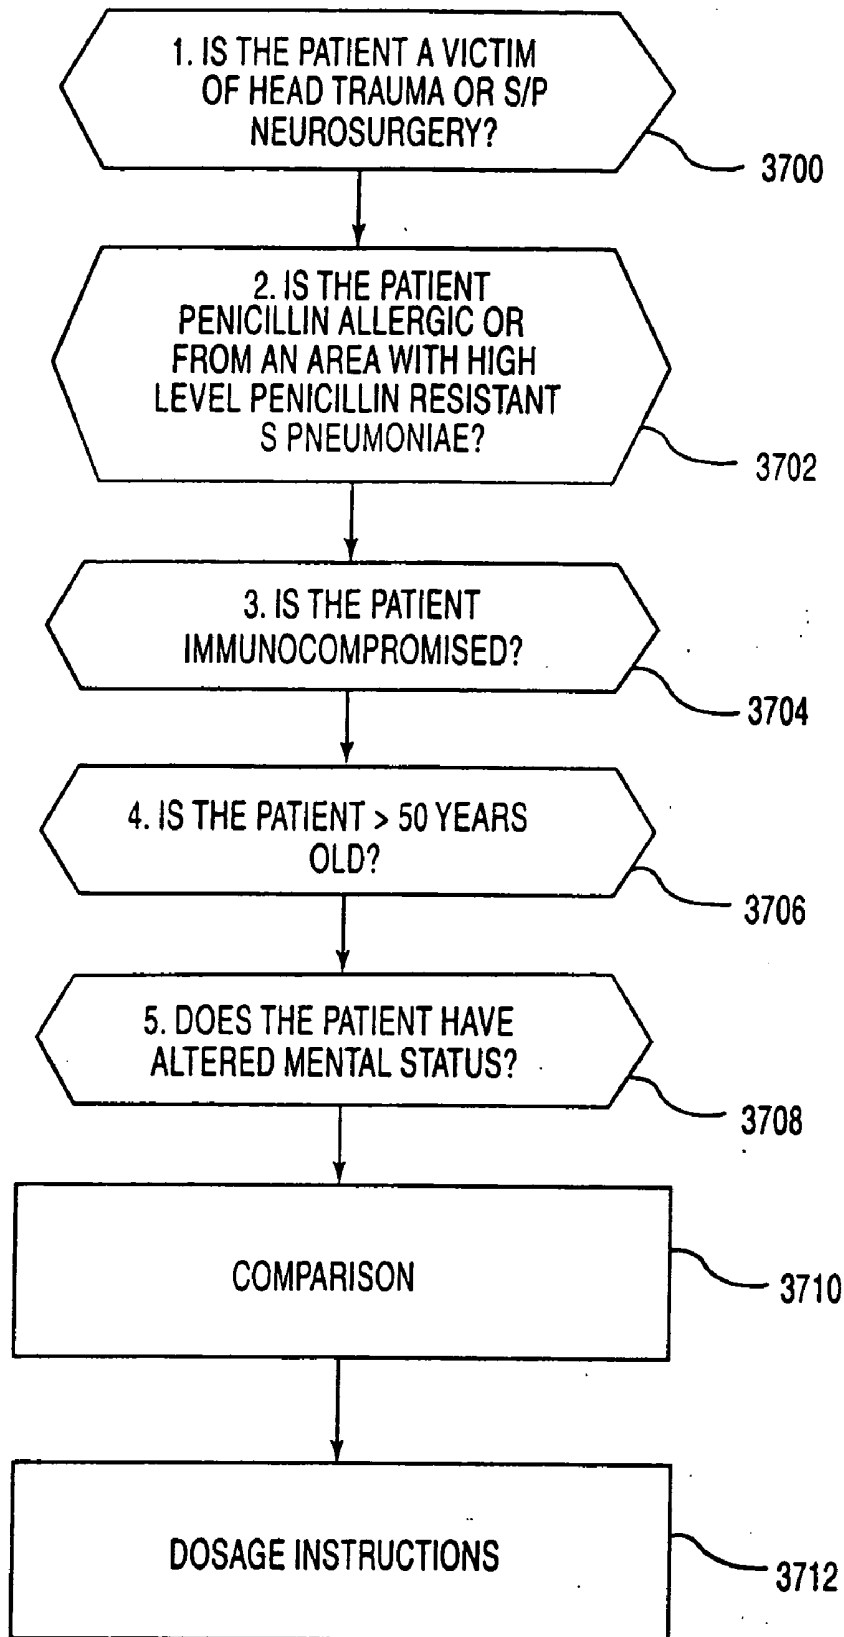 1. IS THE PATIENT A VICTIM
OF HEAD TRAUMA OR S/P
NEUROSURGERY?
3700
2. IS THE PATIENT
PENICILLIN ALLERGIC OR
FROM AN AREA WITH HIGH
LEVEL PENICILLIN RESISTANT
S PNEUMONIAE?
3702
3. IS THE PATIENT
IMMUNOCOMPROMISED?
3704
4. IS THE PATIENT > 50 YEARS
OLD?
3706
5. DOES THE PATIENT HAVE
ALTERED MENTAL STATUS?
3708
COMPARISON
3710
DOSAGE INSTRUCTIONS
3712